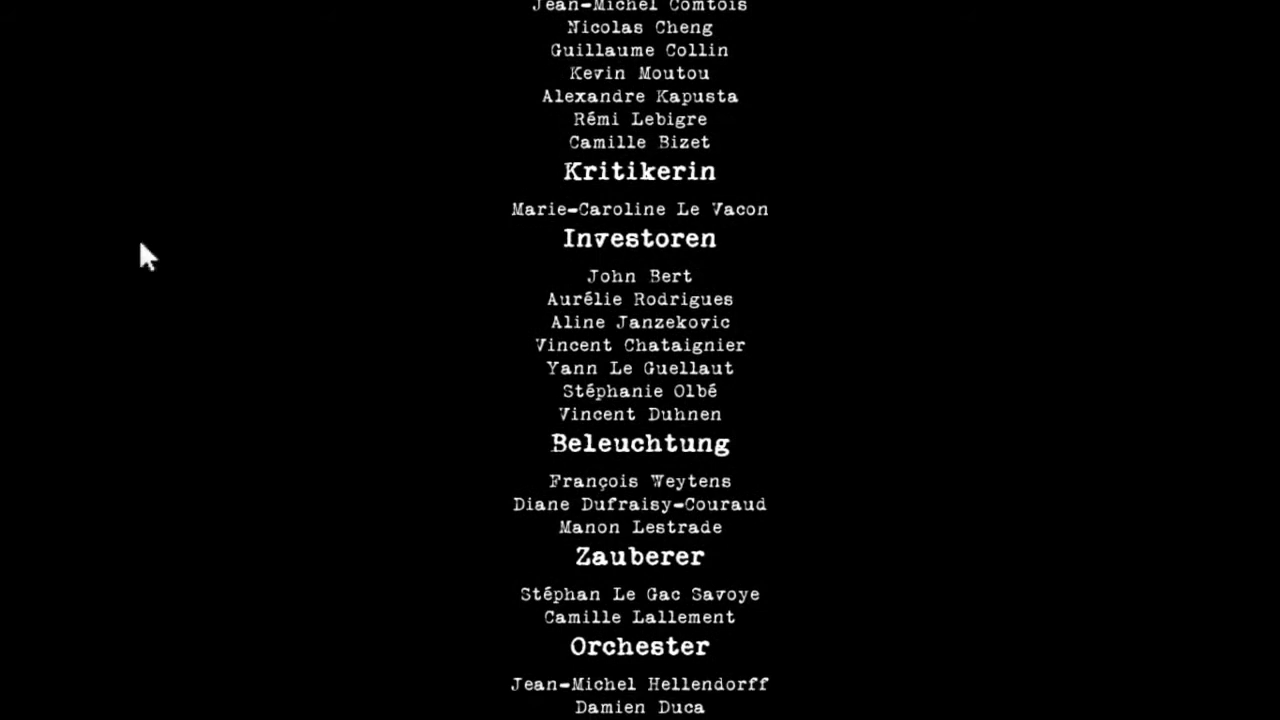 Jean-Michel Comtois
Nicolas Cheng
Guillaume Collin
Kevin Moutou
Alexandre Kapusta
Rémi Lebigre
Camille Bizet
Kritikerin
Marie-Caroline Le Vacon
Investoren
John Bert
Aurélie Rodrigues
Aline Janzekovic
Vincent Chataignier
Yann Le Guellaut
Stéphanie Olbé
Vincent Duhnen
Beleuchtung
François Weytens
Diane Dufraisy-Couraud
Manon Lestrade
Zauberer
Stéphan Le Gac Savoye
Camille Lallement
Orchester
Jean-Michel Hellendorff
Damien Duca